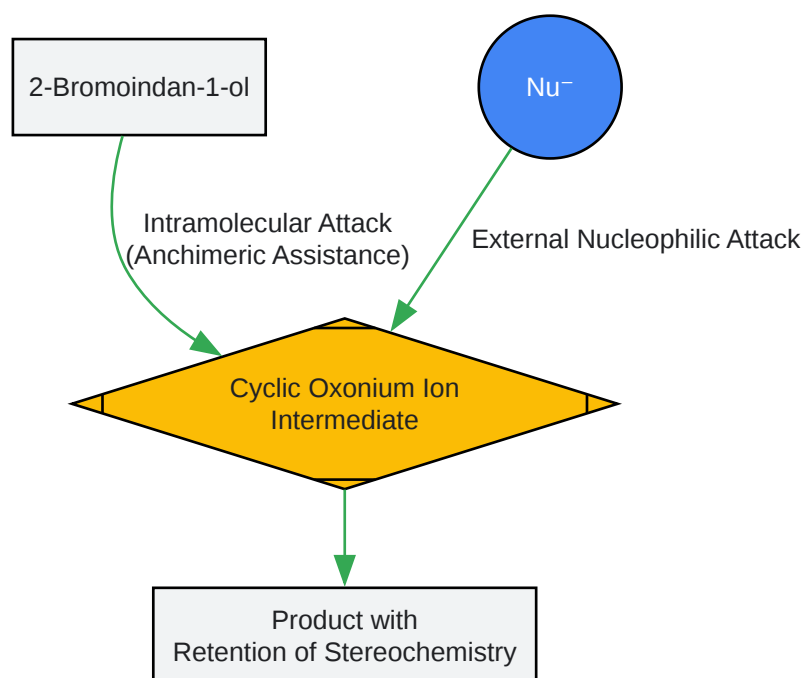 2-Bromoindan-1-ol
Nu⁻
Intramolecular Attack
(Anchimeric Assistance)
External Nucleophilic Attack
Cyclic Oxonium Ion
Intermediate
Product with
Retention of Stereochemistry